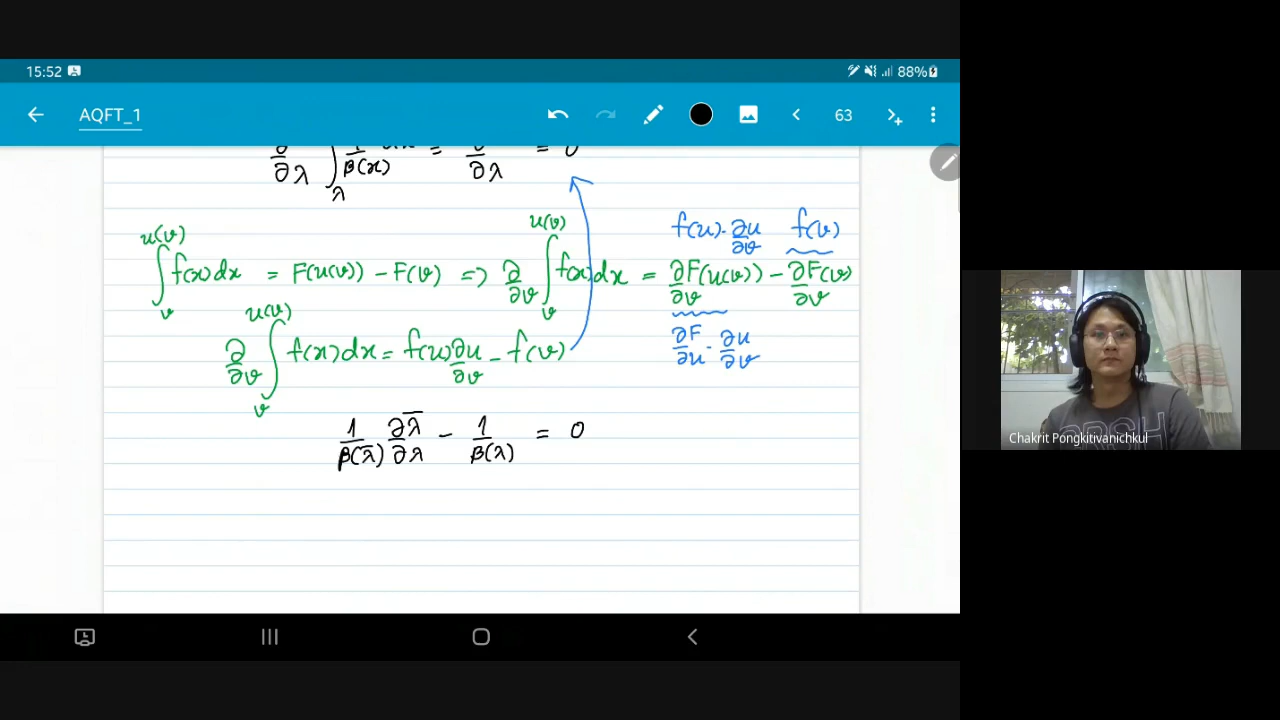 15:52 88%
AQFT_1 63
∂/∂λ ∫_λ 1/β(x) = /∂λ = 0
f(u)·∂u/∂v f(v)
∫_v^{u(v)} f(x)dx = F(u(v)) − F(v) => ∂/∂v ∫_v^{u(v)} f(x)dx = ∂F(u(v))/∂v − ∂F(v)/∂v
∂/∂v ∫_v^{u(v)} f(x)dx = f(u)∂u/∂v − f(v) ∂F/∂u · ∂u/∂v
1/β(λ̄) ∂λ̄/∂λ − 1/β(λ) = 0
Chakrit Pongkitivanichkul